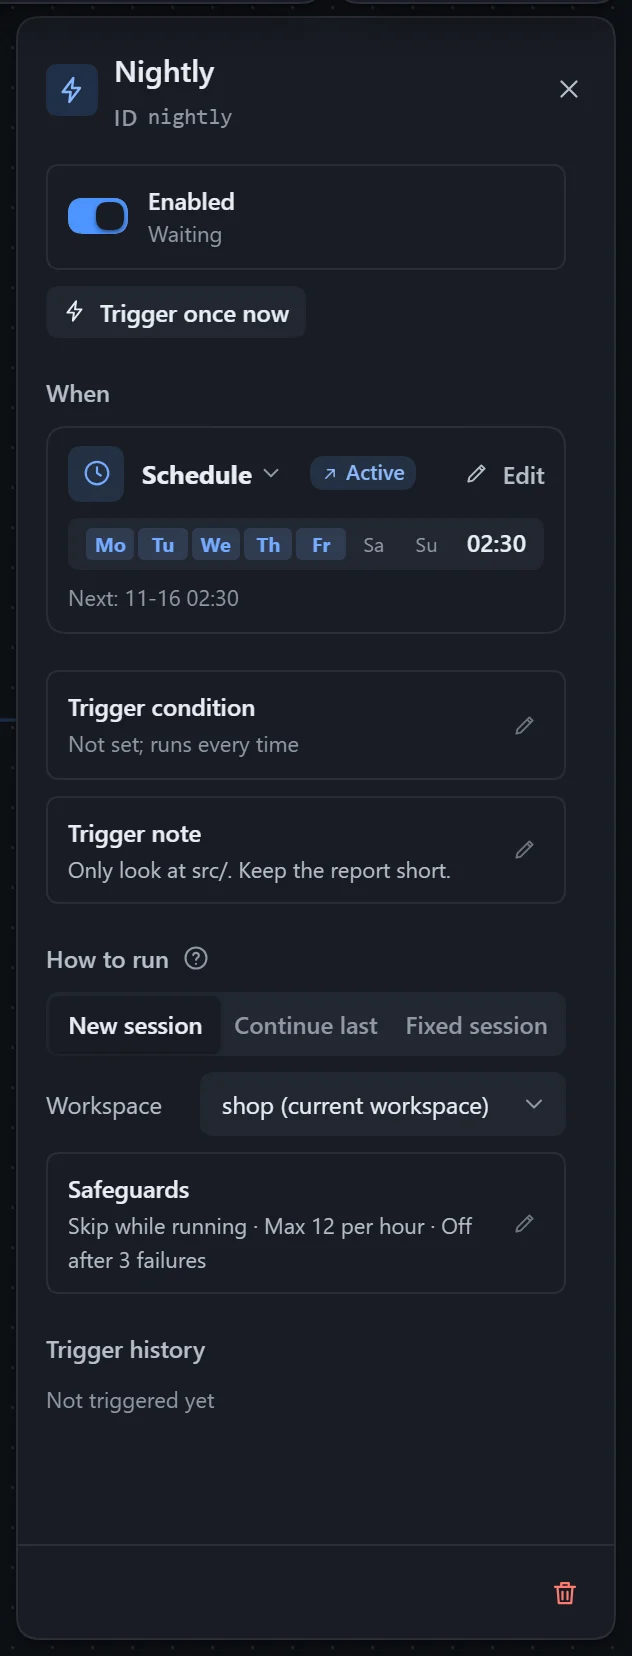 Nightly
ID nightly
Enabled
Waiting
Trigger once now
When
Schedule Active Edit
Mo Tu We Th Fr Sa Su 02:30
Next: 11-16 02:30
Trigger condition
Not set; runs every time
Trigger note
Only look at src/. Keep the report short.
How to run
New session Continue last Fixed session
Workspace shop (current workspace)
Safeguards
Skip while running · Max 12 per hour · Off
after 3 failures
Trigger history
Not triggered yet